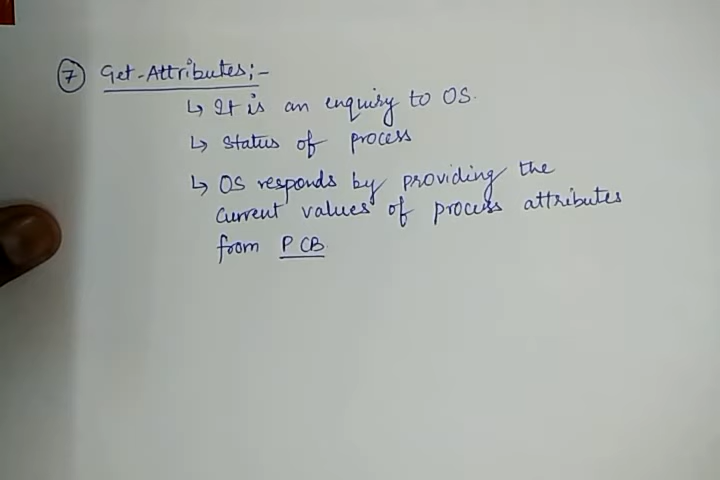 7 Get-Attributes:-
↳ It is an enquiry to OS.
↳ Status of process
↳ OS responds by providing the
current values of process attributes
from PCB.